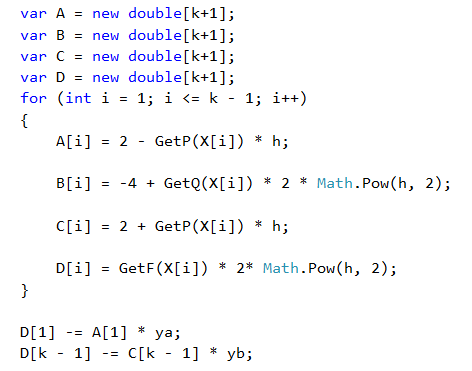 var A = new double[k+1];
var B = new double[k+1];
var C = new double[k+1];
var D = new double[k+1];
for (int i = 1; i <= k - 1; i++)
{
    A[i] = 2 - GetP(X[i]) * h;
    B[i] = -4 + GetQ(X[i]) * 2 * Math.Pow(h, 2);
    C[i] = 2 + GetP(X[i]) * h;
    D[i] = GetF(X[i]) * 2* Math.Pow(h, 2);
}
D[1] -= A[1] * ya;
D[k - 1] -= C[k - 1] * yb;